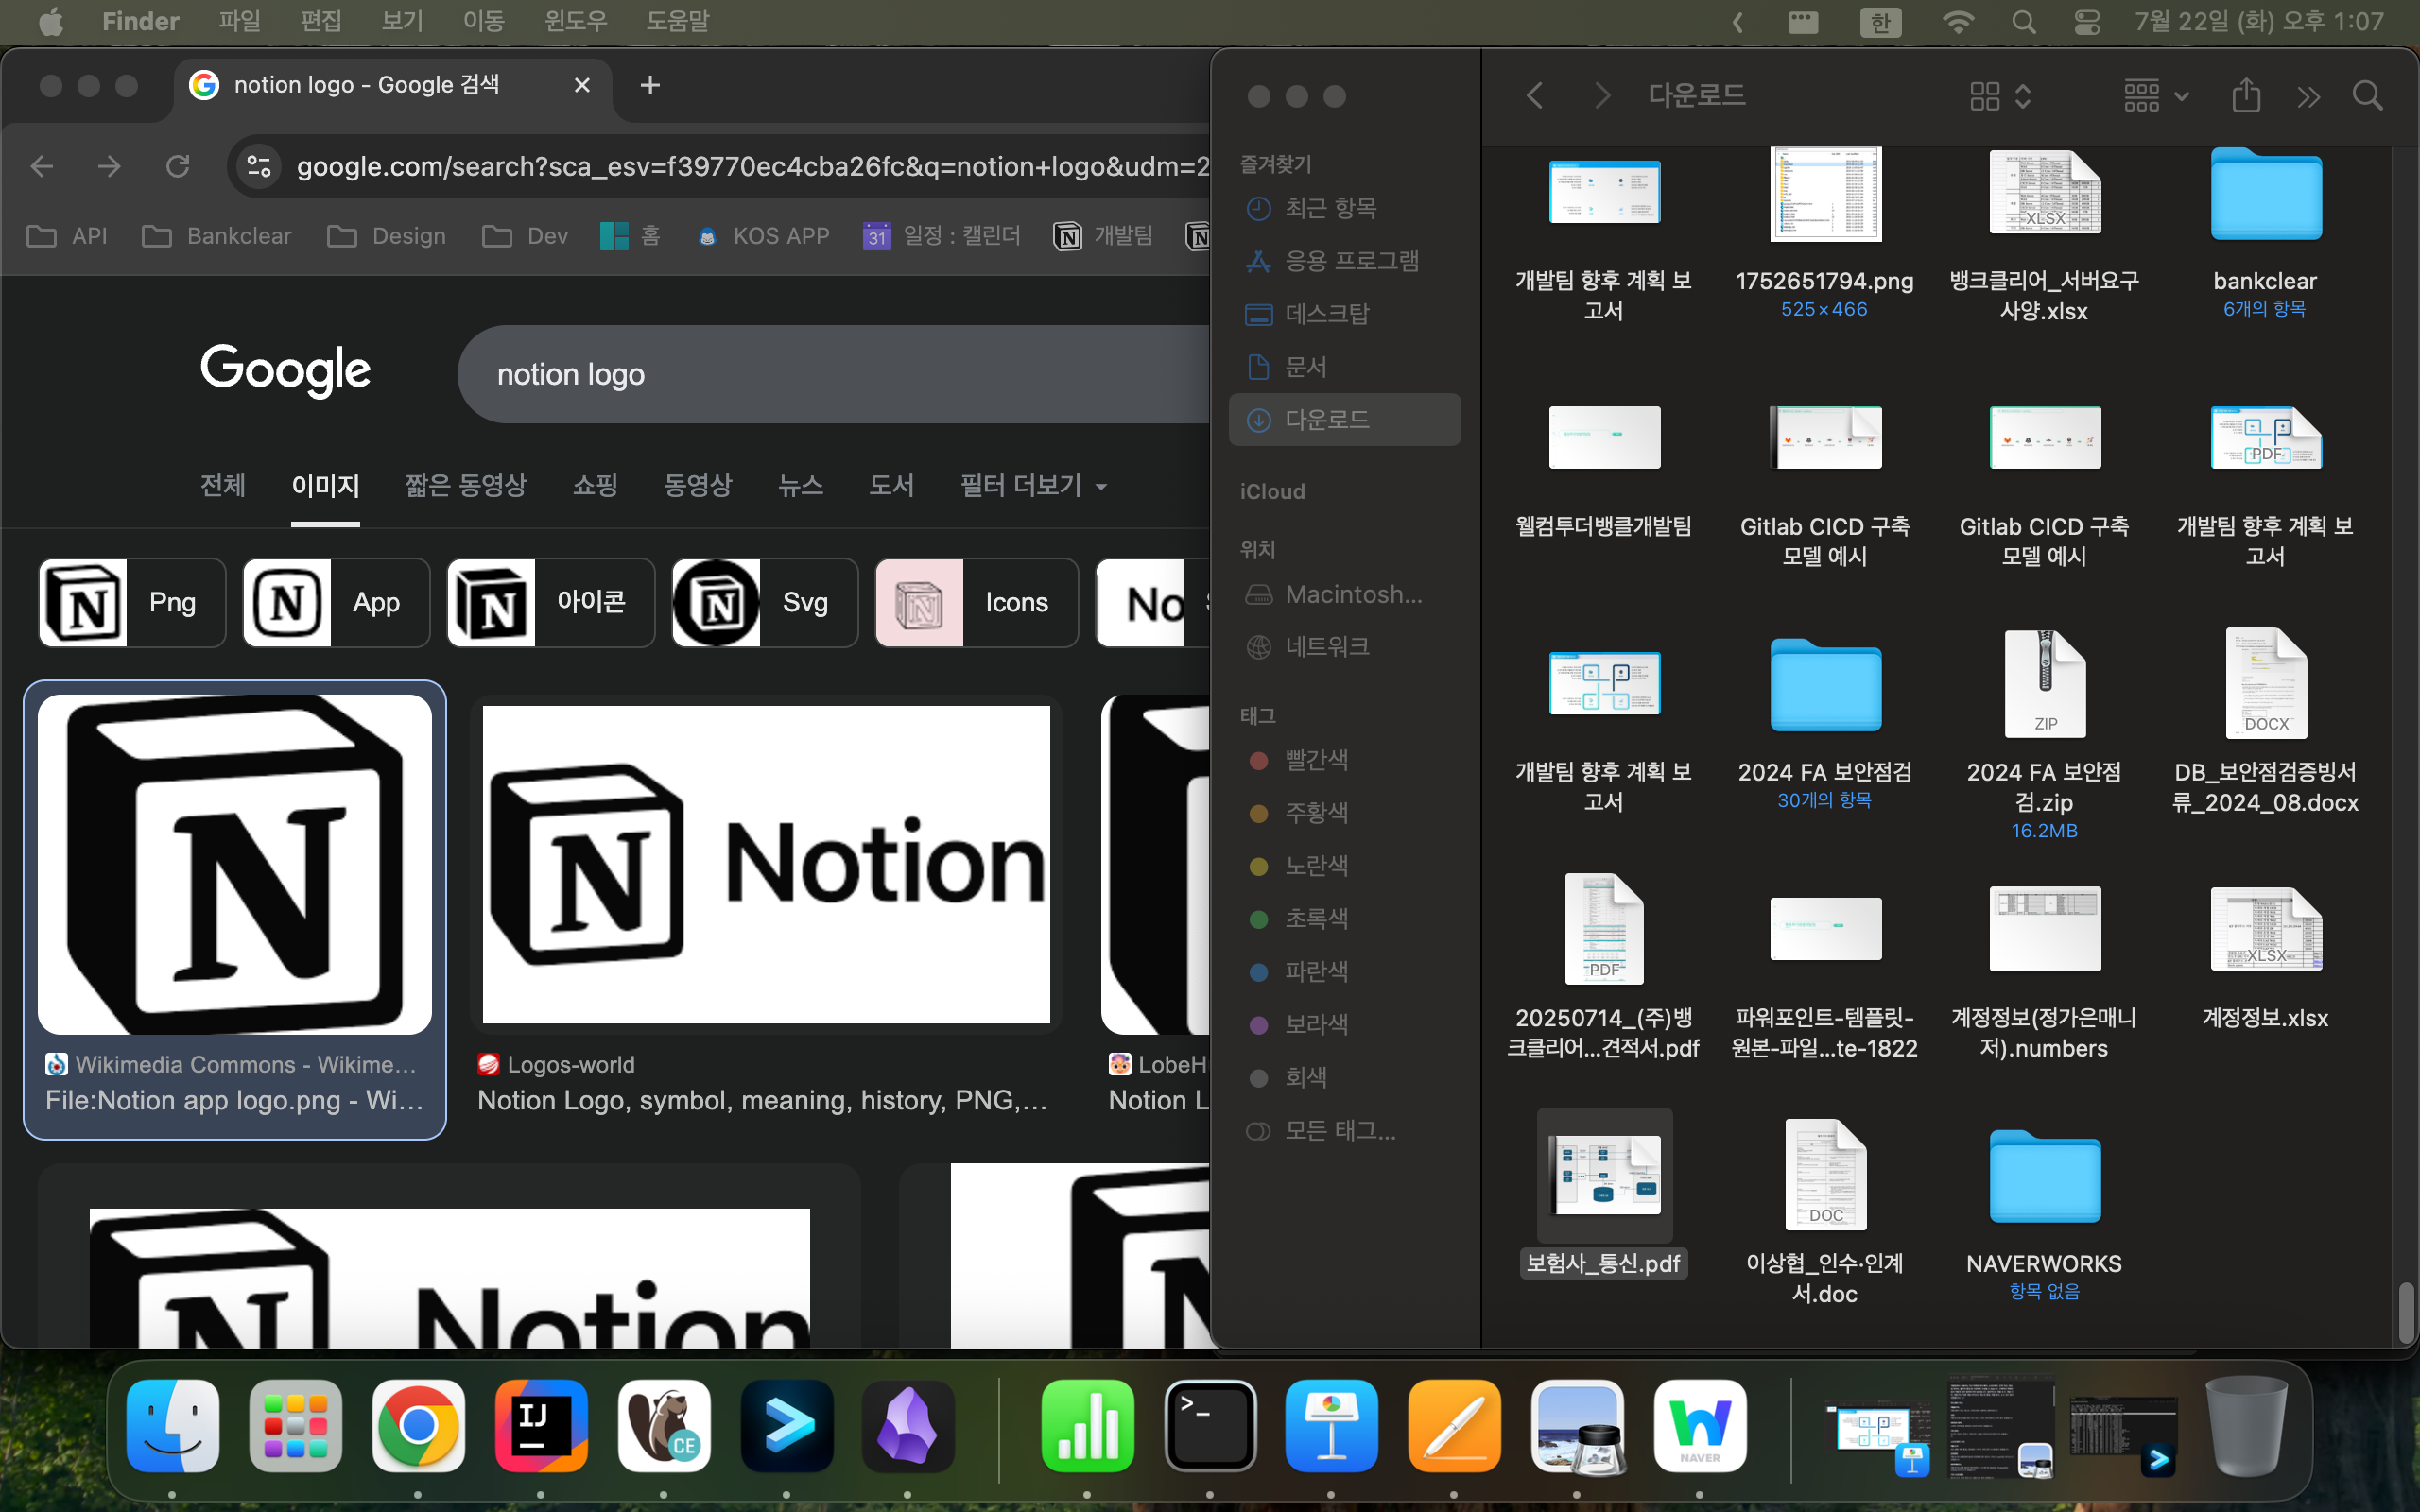 Finder 파일 편집 보기 이동 윈도우 도움말 한 7월 22일 (화) 오후 1:07
notion logo - Google 검색
google.com/search?sca_esv=f39770ec4cba26fc&q=notion+logo&udm=2
API Bankclear Design Dev 홈 KOS APP 31 일정 : 캘린더 개발팀
Google notion logo
전체 이미지 짧은 동영상 쇼핑 동영상 뉴스 도서 필터 더보기
Png App 아이콘 Svg Icons No
Notion
Wikimedia Commons - Wikime...
File:Notion app logo.png - Wi...
Logos-world
Notion Logo, symbol, meaning, history, PNG,...
LobeH
Notion L
Notion
다운로드
즐겨찾기
최근 항목
응용 프로그램
데스크탑
문서
다운로드
iCloud
위치
Macintosh...
네트워크
태그
빨간색
주황색
노란색
초록색
파란색
보라색
회색
모든 태그...
개발팀 향후 계획 보
고서
1752651794.png
525×466
XLSX
뱅크클리어_서버요구
사양.xlsx
bankclear
6개의 항목
웰컴투더뱅클개발팀
Gitlab CICD 구축
모델 예시
Gitlab CICD 구축
모델 예시
PDF
개발팀 향후 계획 보
고서
개발팀 향후 계획 보
고서
2024 FA 보안점검
30개의 항목
ZIP
2024 FA 보안점
검.zip
16.2MB
DOCX
DB_보안점검증빙서
류_2024_08.docx
PDF
20250714_(주)뱅
크클리어...견적서.pdf
파워포인트-템플릿-
원본-파일...te-1822
계정정보(정가은매니
저).numbers
XLSX
계정정보.xlsx
보험사_통신.pdf
DOC
이상협_인수·인계
서.doc
NAVERWORKS
항목 없음
IJ
CE
NAVER